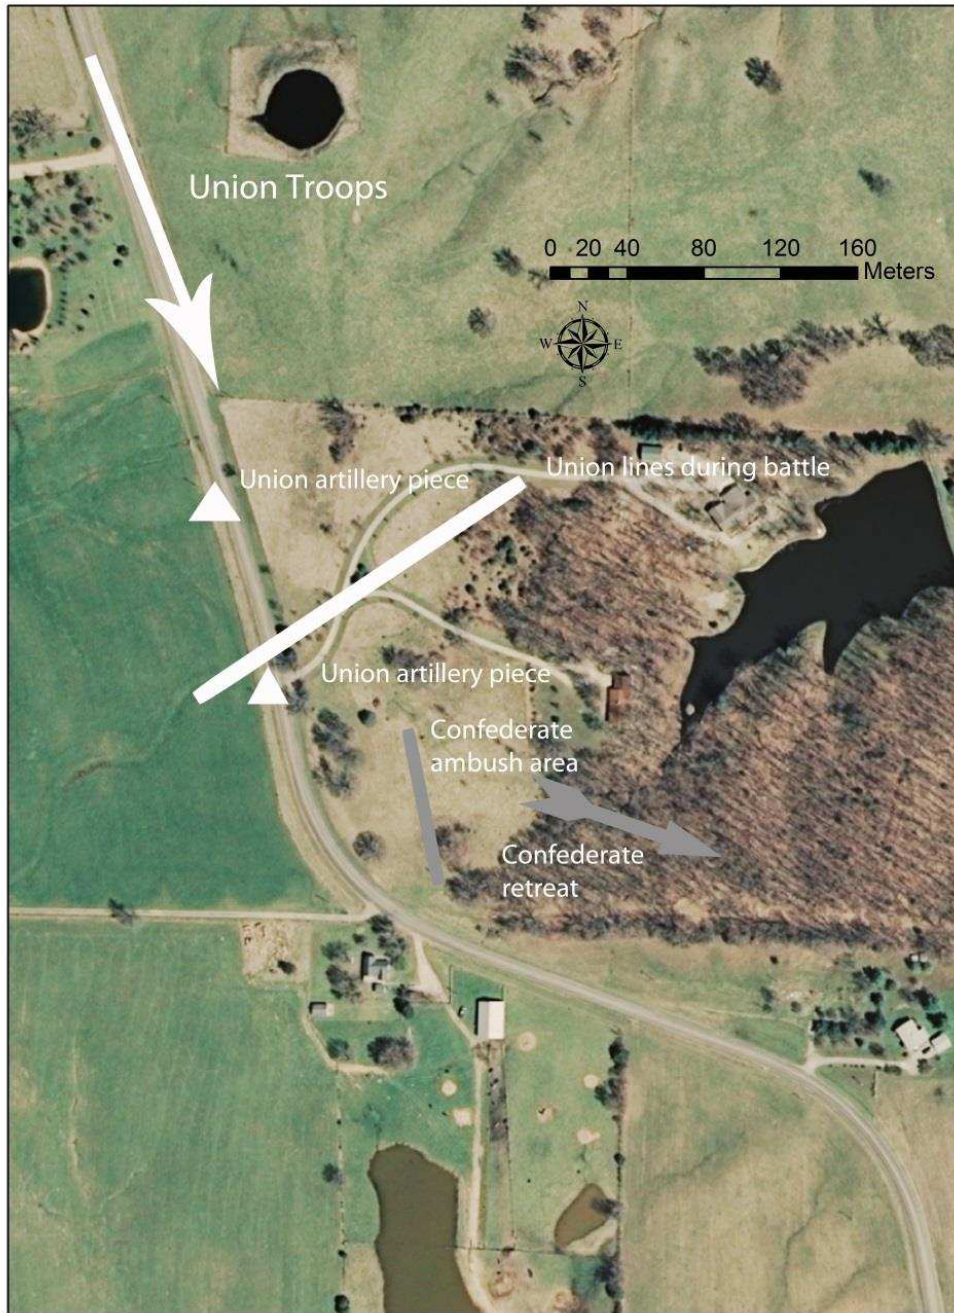 Union Troops
0 20 40 80 120 160
Meters
N
W E
S
Union artillery piece
Union lines during battle
Union artillery piece
Confederate
ambush area
Confederate
retreat